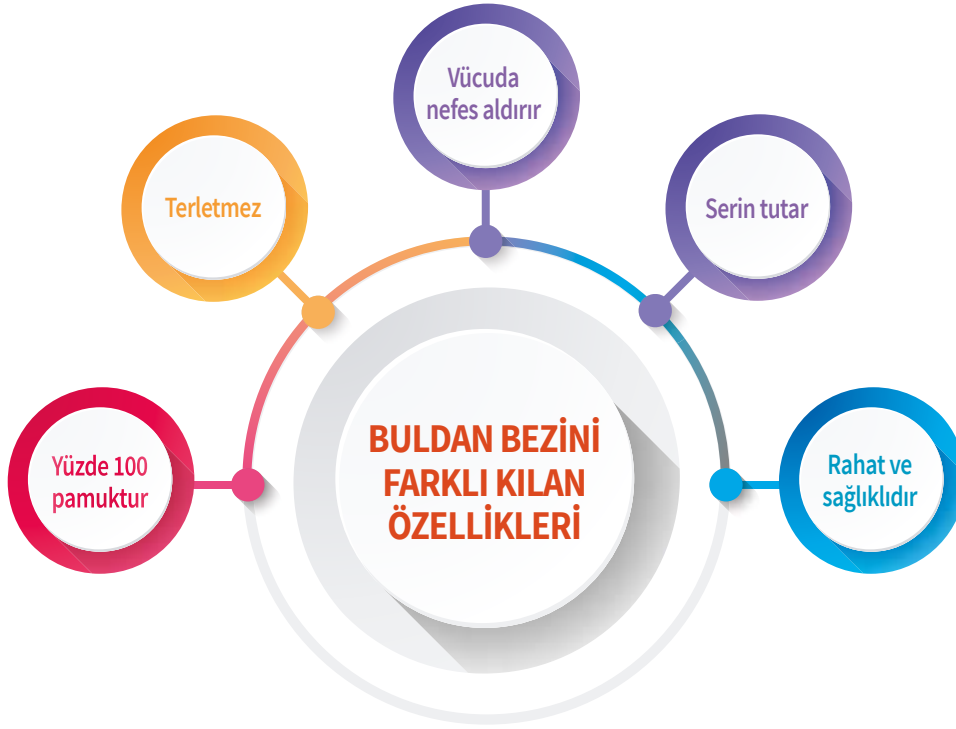 Vücuda
nefes aldırır
Terletmez
Serin tutar
Yüzde 100
pamuktur
BULDAN BEZİNİ
FARKLI KILAN
ÖZELLİKLERİ
Rahat ve
sağlıklıdır